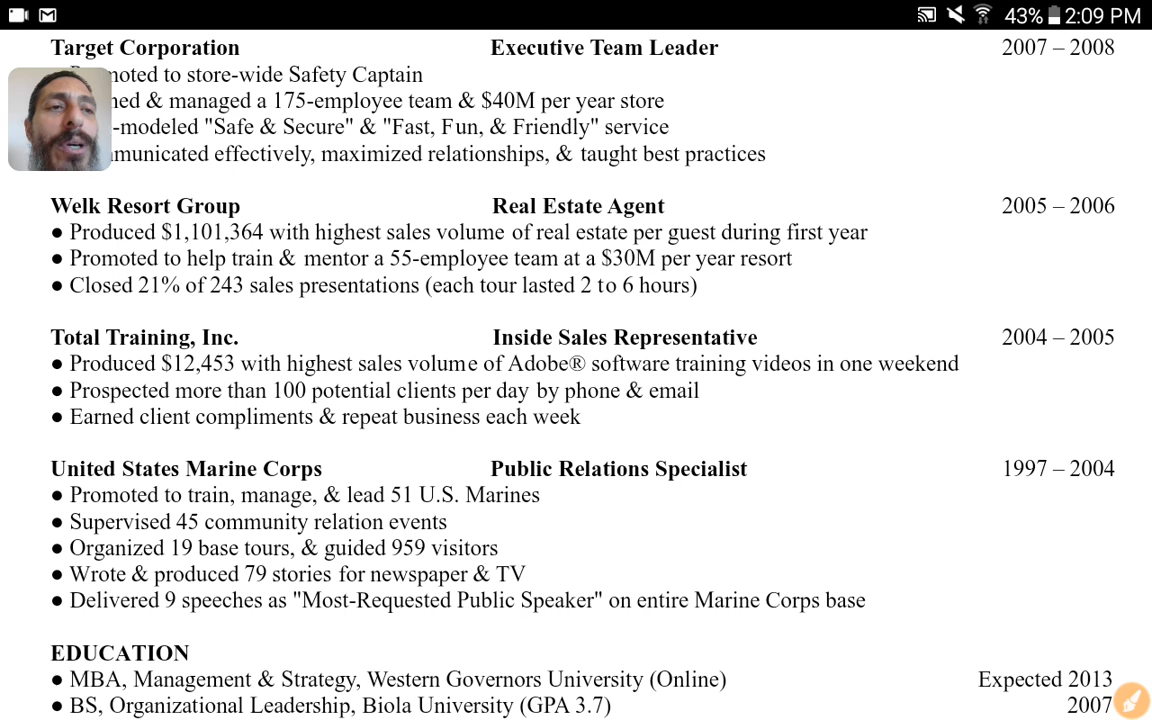 43% 2:09 PM
Target Corporation Executive Team Leader 2007 – 2008
moted to store-wide Safety Captain
ned & managed a 175-employee team & $40M per year store
-modeled "Safe & Secure" & "Fast, Fun, & Friendly" service
mmunicated effectively, maximized relationships, & taught best practices
Welk Resort Group Real Estate Agent 2005 – 2006
● Produced $1,101,364 with highest sales volume of real estate per guest during first year
● Promoted to help train & mentor a 55-employee team at a $30M per year resort
● Closed 21% of 243 sales presentations (each tour lasted 2 to 6 hours)
Total Training, Inc. Inside Sales Representative 2004 – 2005
● Produced $12,453 with highest sales volume of Adobe® software training videos in one weekend
● Prospected more than 100 potential clients per day by phone & email
● Earned client compliments & repeat business each week
United States Marine Corps Public Relations Specialist 1997 – 2004
● Promoted to train, manage, & lead 51 U.S. Marines
● Supervised 45 community relation events
● Organized 19 base tours, & guided 959 visitors
● Wrote & produced 79 stories for newspaper & TV
● Delivered 9 speeches as "Most-Requested Public Speaker" on entire Marine Corps base
EDUCATION
● MBA, Management & Strategy, Western Governors University (Online) Expected 2013
● BS, Organizational Leadership, Biola University (GPA 3.7) 2007